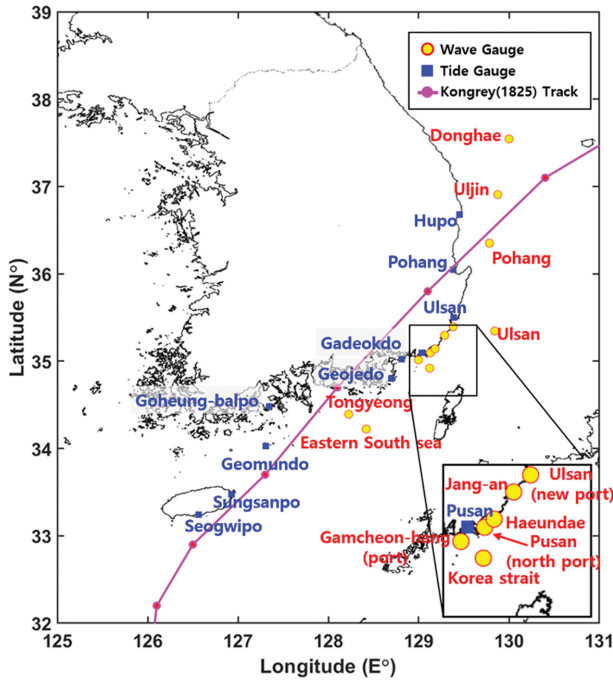 39
38
37
36
35
34
33
32
125
126
127
128
129
130
131
Latitude (N°)
Longitude (E°)
Wave Gauge
Tide Gauge
Kongrey(1825) Track
Donghae
Uljin
Hupo
Pohang
Pohang
Ulsan
Ulsan
Gadeokdo
Geojedo
Goheung-balpo
Tongyeong
Eastern South sea
Geomundo
Sungsanpo
Seogwipo
Jang-an
Ulsan
(new port)
Pusan
Haeundae
Gamcheon-hang
(port)
Pusan
(north port)
Korea strait